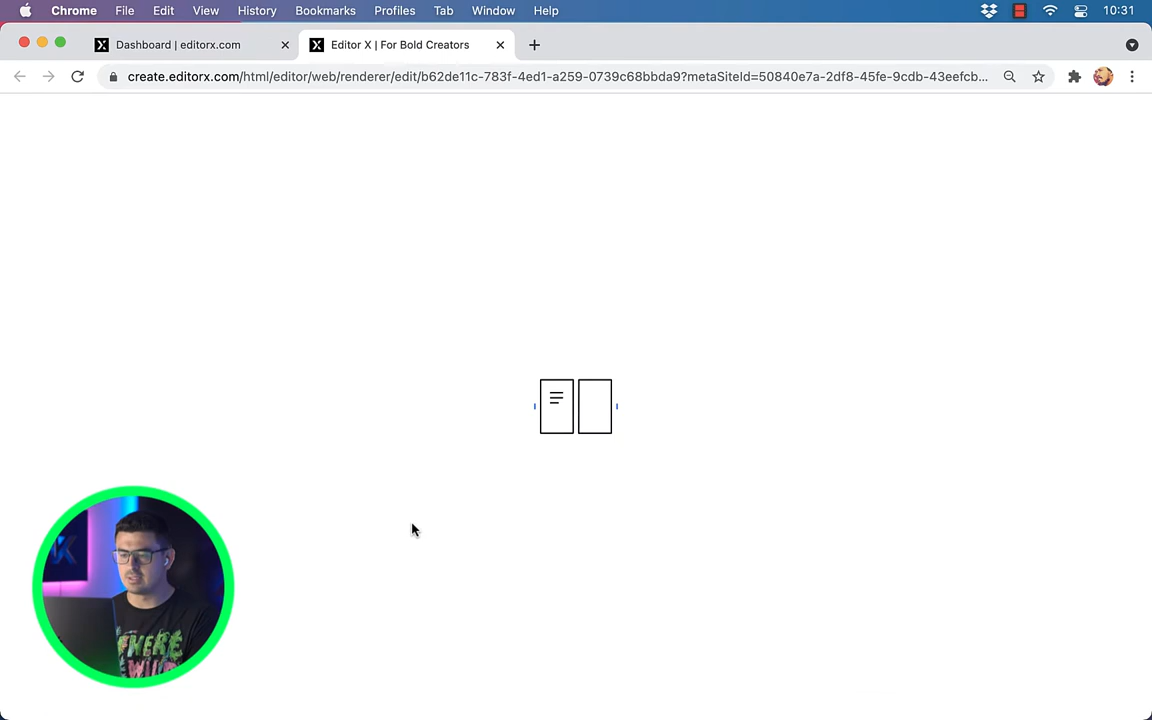 Chrome File Edit View History Bookmarks Profiles Tab Window Help 10:31
Dashboard | editorx.com
Editor X | For Bold Creators
create.editorx.com/html/editor/web/renderer/edit/b62de11c-783f-4ed1-a259-0739c68bbda9?metaSiteId=50840e7a-2df8-45fe-9cdb-43eefcb...